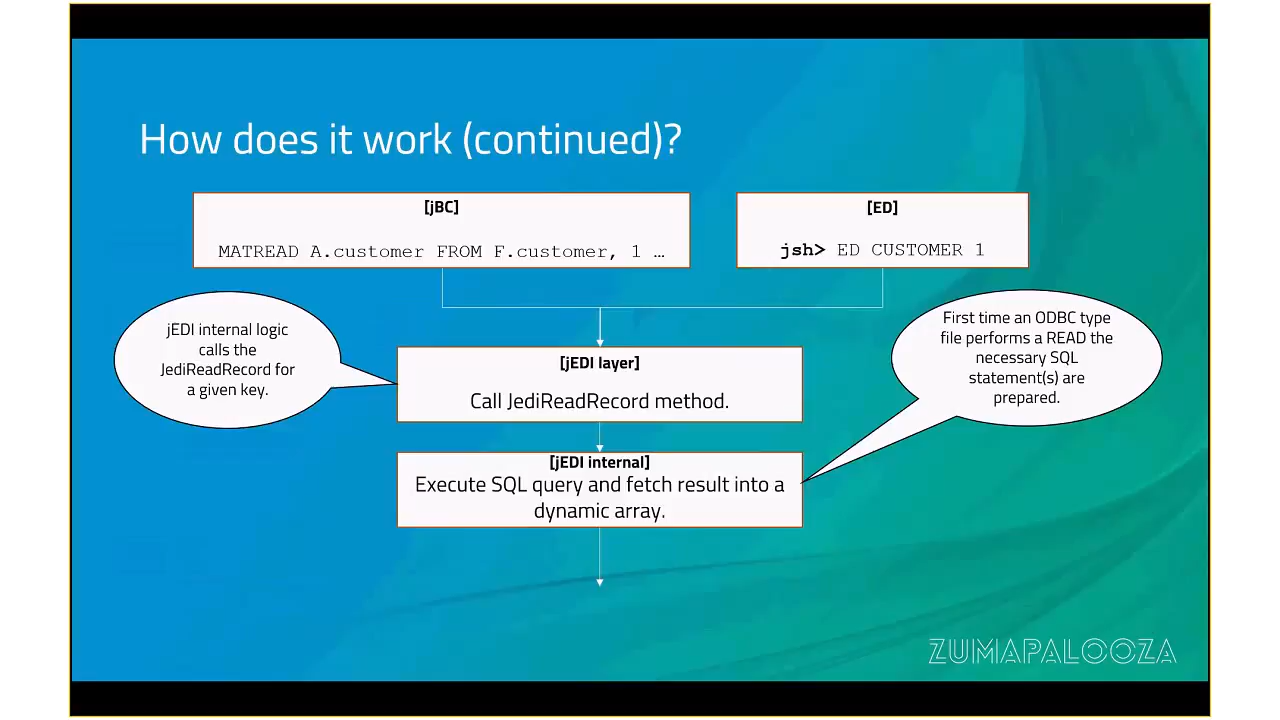 How does it work (continued)?
[jBC]
MATREAD A.customer FROM F.customer, 1 …
[ED]
jsh> ED CUSTOMER 1
jEDI internal logic
calls the
JediReadRecord for
a given key.
First time an ODBC type
file performs a READ the
necessary SQL
statement(s) are
prepared.
[jEDI layer]
Call JediReadRecord method.
[jEDI internal]
Execute SQL query and fetch result into a
dynamic array.
ZUMAPALOOZA